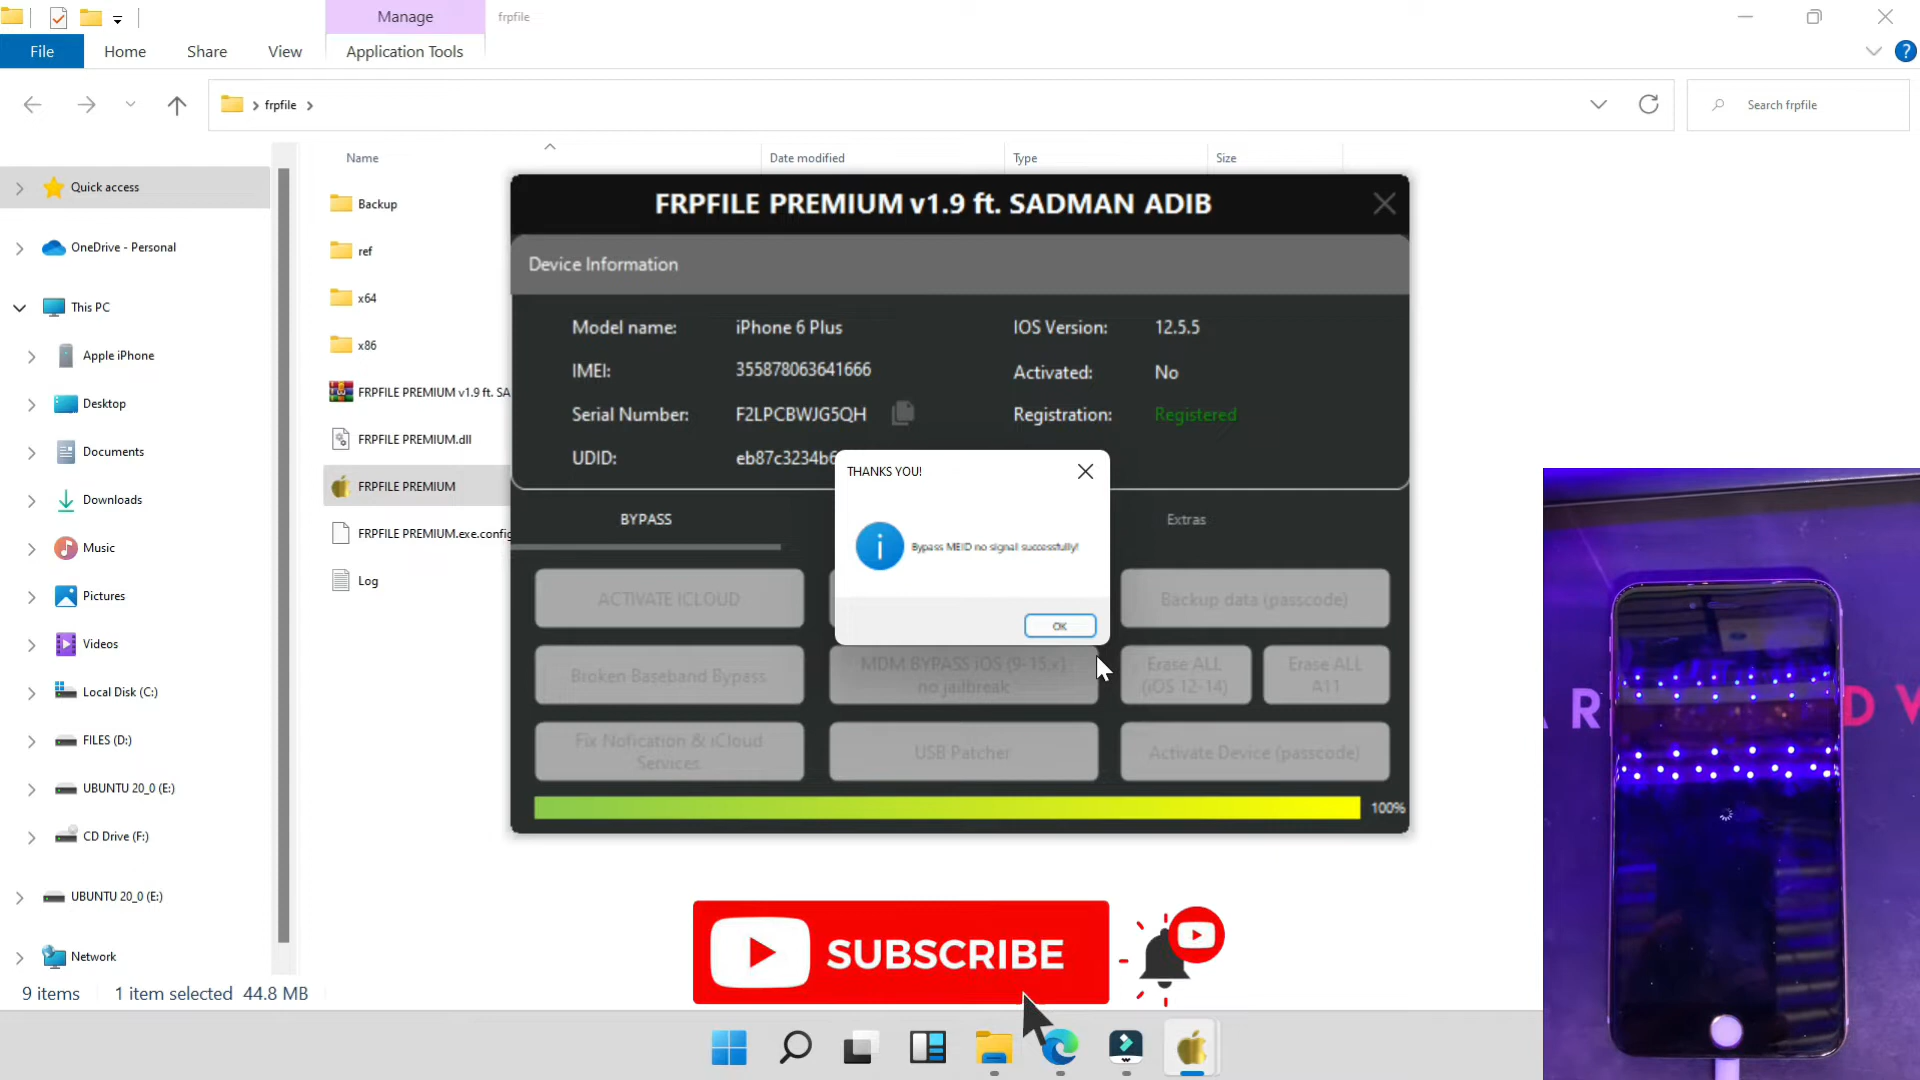 Manage
frpfile
File
Home
Share
View
Application Tools
frpfile
Search frpfile
Name
Date modified
Type
Size
Quick access
OneDrive - Personal
This PC
Apple iPhone
Desktop
Documents
Downloads
Music
Pictures
Videos
Local Disk (C:)
FILES (D:)
UBUNTU 20_0 (E:)
CD Drive (F:)
UBUNTU 20_0 (E:)
Network
Backup
ref
x64
x86
FRPFILE PREMIUM v1.9 ft. SA
FRPFILE PREMIUM.dll
FRPFILE PREMIUM
FRPFILE PREMIUM.exe.config
Log
FRPFILE PREMIUM v1.9 ft. SADMAN ADIB
Device Information
Model name: iPhone 6 Plus
IOS Version: 12.5.5
IMEI: 355878063641666
Activated: No
Serial Number: F2LPCBWJG5QH
Registration: Registered
UDID: eb87c3234b6
THANKS YOU!
Bypass MEID no signal successfully!
OK
BYPASS
Extras
ACTIVATE ICLOUD
Backup data (passcode)
Broken Baseband Bypass
MDM BYPASS iOS (9-15.x)
no jailbreak
Erase ALL
(iOS 12-14)
Erase ALL
A11
Fix Nofication & iCloud
Services
USB Patcher
Activate Device (passcode)
100%
SUBSCRIBE
9 items
1 item selected 44.8 MB